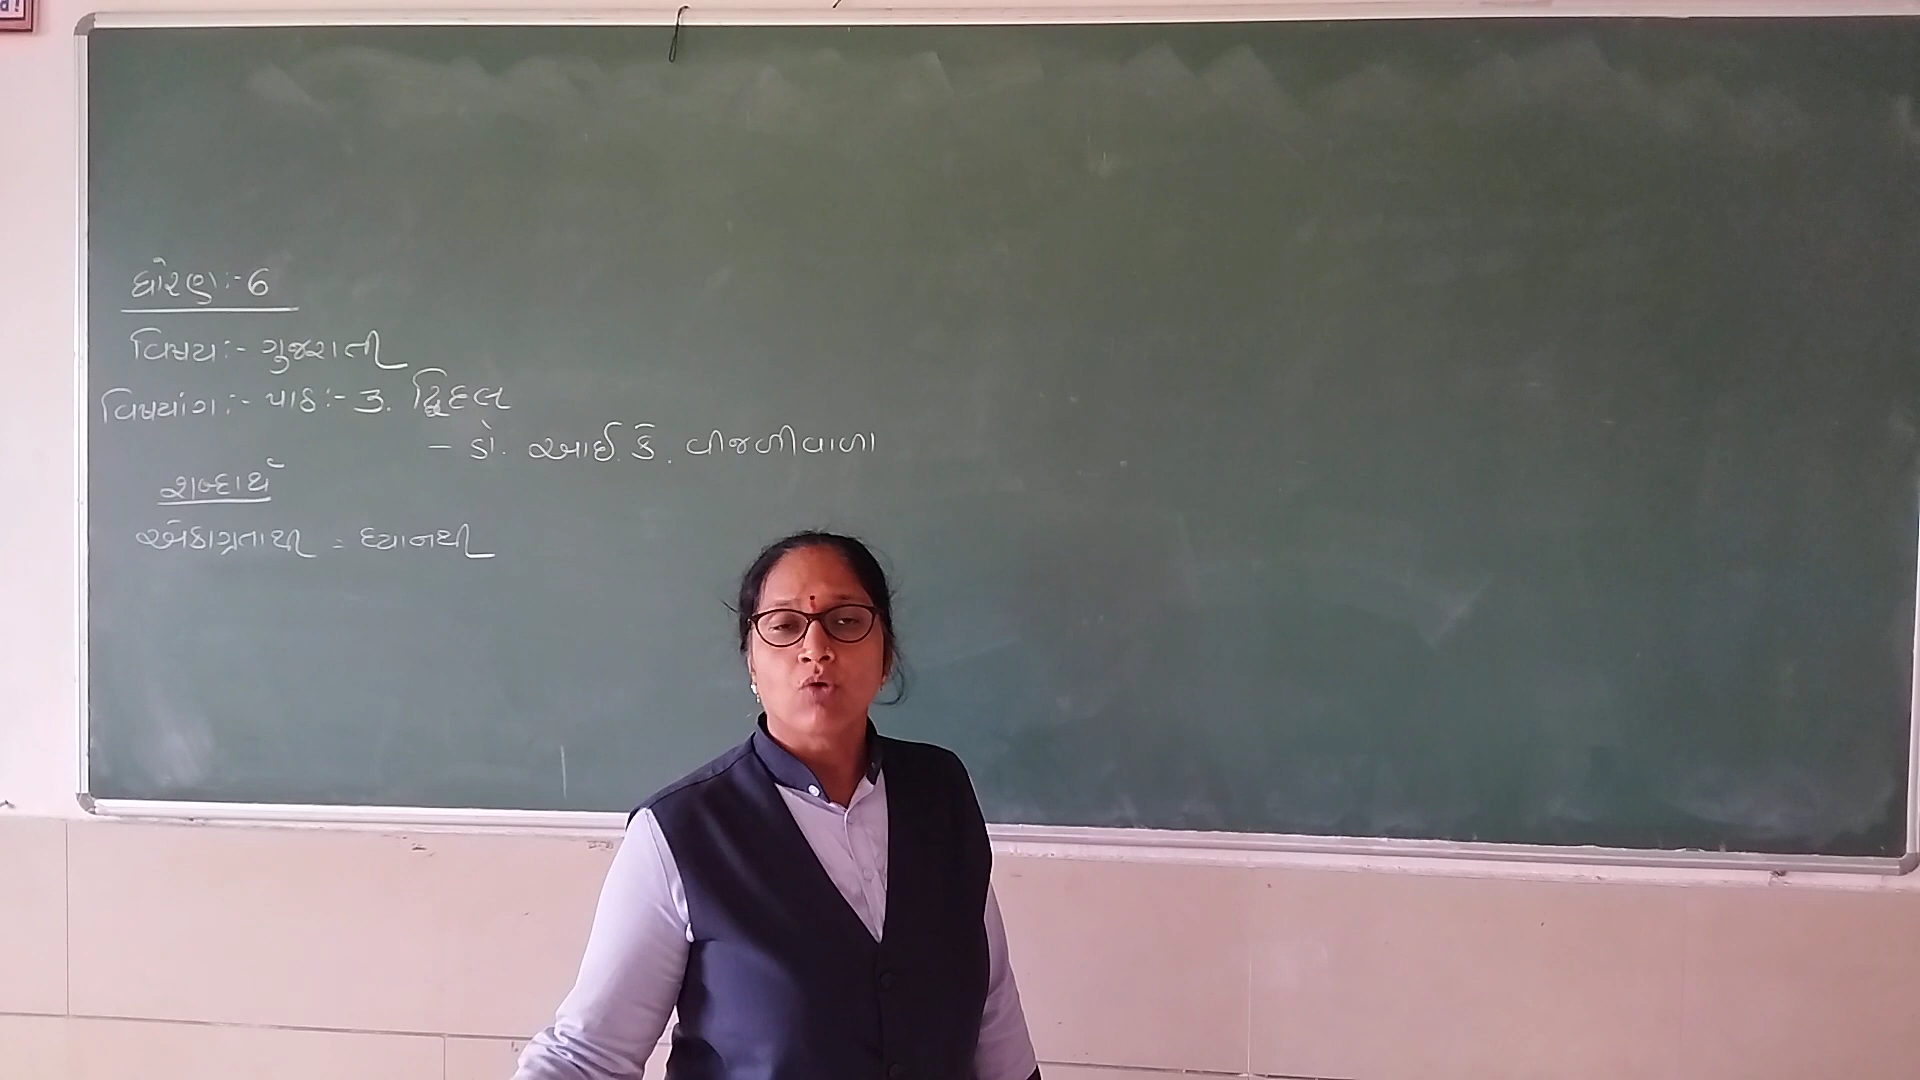 ધોરણ:- 6
વિષય:- ગુજરાતી
વિષયાંગ:- પાઠ:- 3. દ્વિદલ
- ડો. આઈ. કે. વીજળીવાળા
શબ્દાર્થ
એકાગ્રતાથી = ધ્યાનથી